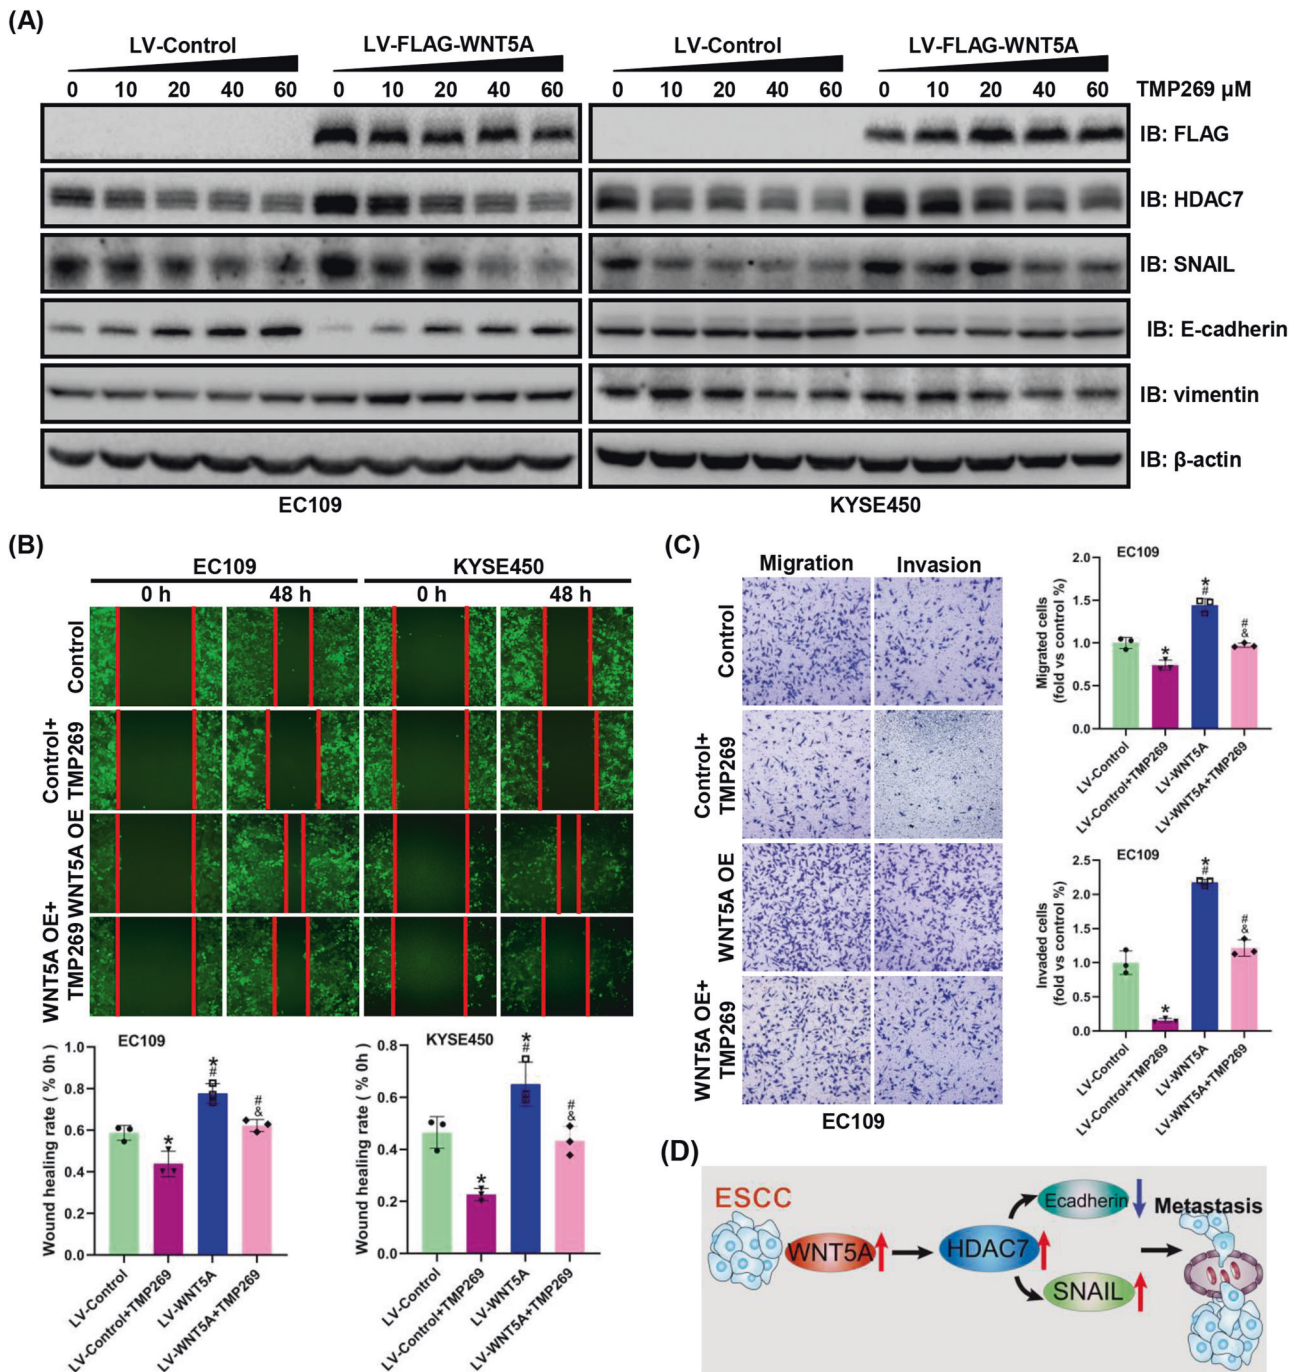 (A)
LV-Control LV-FLAG-WNT5A LV-Control LV-FLAG-WNT5A
0 10 20 40 60 0 10 20 40 60 0 10 20 40 60 0 10 20 40 60 TMP269 μM
IB: FLAG
IB: HDAC7
IB: SNAIL
IB: E-cadherin
IB: vimentin
IB: β-actin
EC109 KYSE450
(B)
EC109 KYSE450
0 h 48 h 0 h 48 h
Control
Control+
TMP269
WNT5A OE
WNT5A OE+
TMP269
EC109
Wound healing rate ( % 0h )
1.0
0.8
0.6
0.4
0.2
0.0
*
*
#
#
&
LV-Control
LV-Control+TMP269
LV-WNT5A
LV-WNT5A+TMP269
KYSE450
Wound healing rate ( % 0h )
0.8
0.6
0.4
0.2
0.0
*
*
#
#
&
LV-Control
LV-Control+TMP269
LV-WNT5A
LV-WNT5A+TMP269
(C)
Migration Invasion
Control
Control+
TMP269
WNT5A OE
WNT5A OE+
TMP269
EC109
EC109
Migrated cells
(fold vs control %)
2.0
1.5
1.0
0.5
0.0
*
*
#
#
&
LV-Control
LV-Control+TMP269
LV-WNT5A
LV-WNT5A+TMP269
EC109
Invaded cells
(fold vs control %)
2.5
2.0
1.5
1.0
0.5
0.0
*
*
#
#
&
LV-Control
LV-Control+TMP269
LV-WNT5A
LV-WNT5A+TMP269
(D)
ESCC
WNT5A
HDAC7
Ecadherin
SNAIL
Metastasis